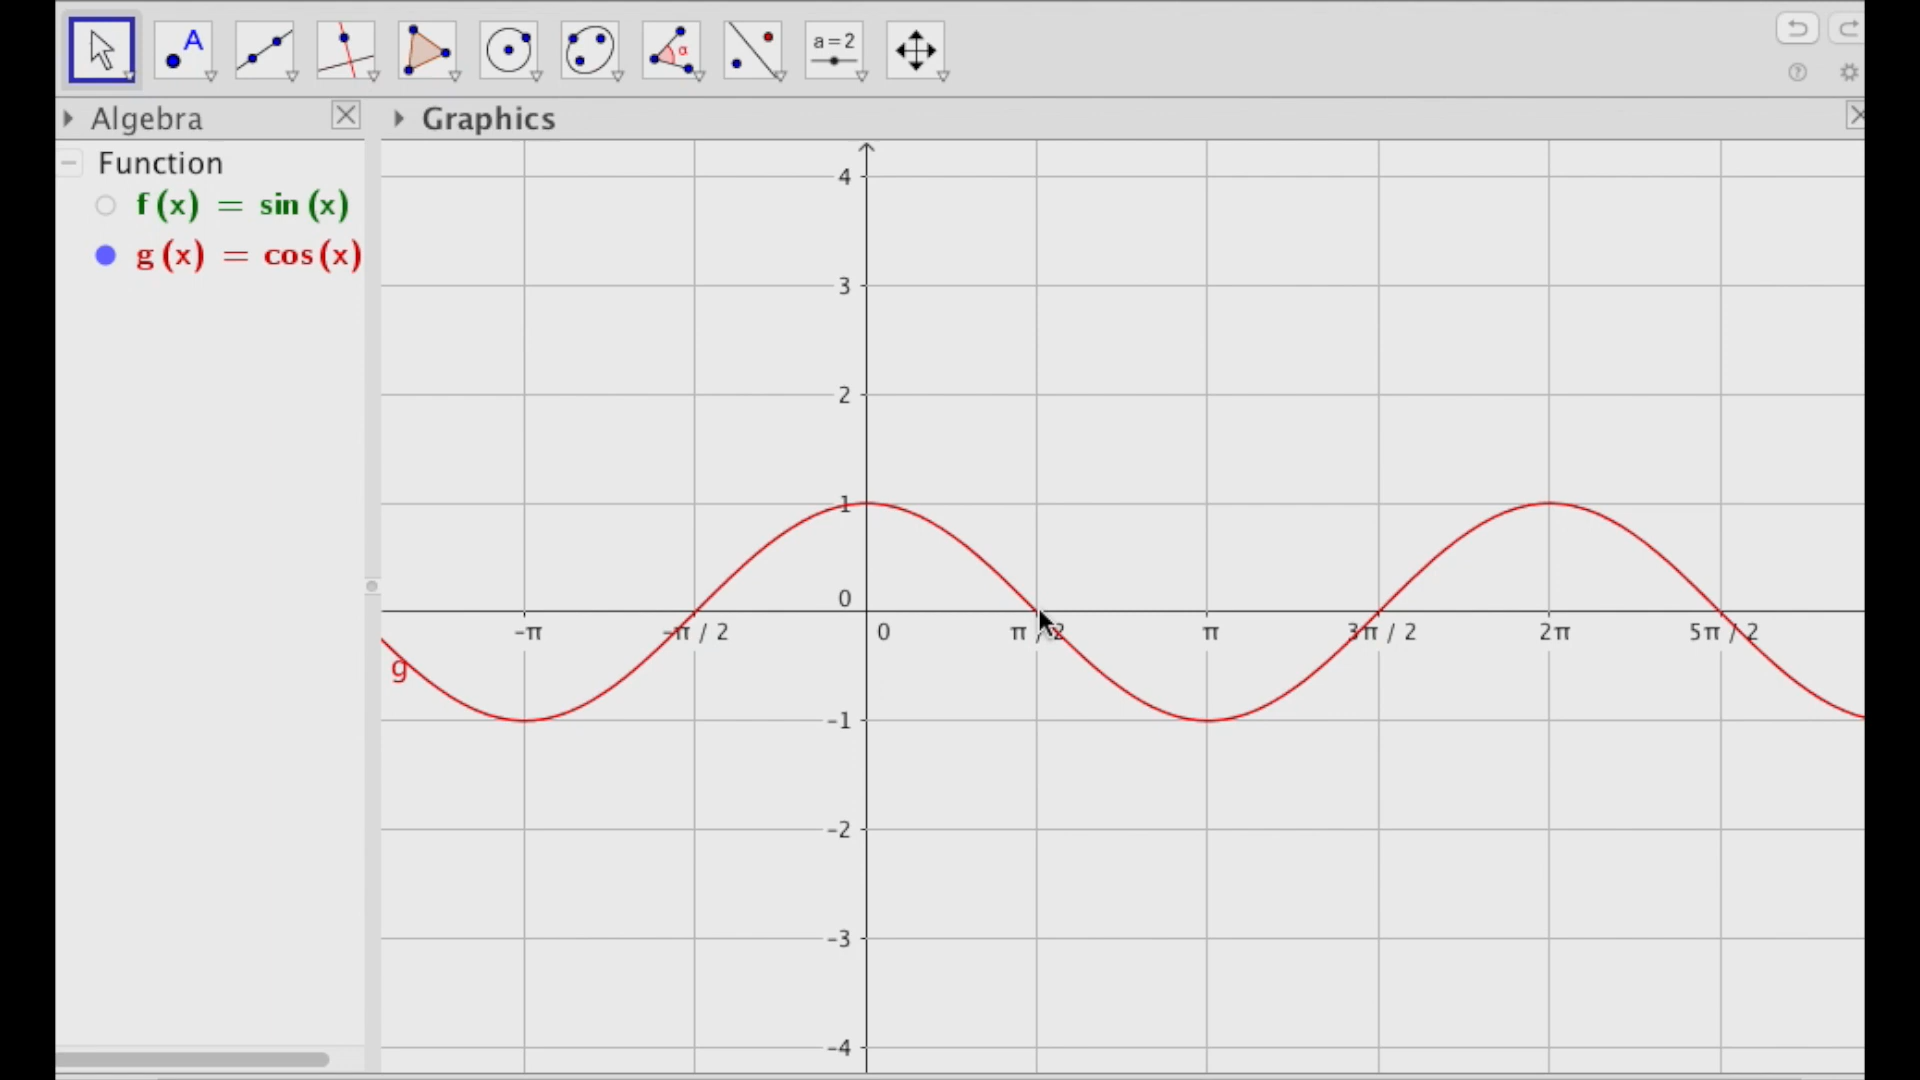 A
α
a=2
Algebra
Graphics
Function
f(x) = sin(x)
g(x) = cos(x)
4
3
2
1
0
-π
-π / 2
0
π / 2
π
3π / 2
2π
5π / 2
g
-1
-2
-3
-4